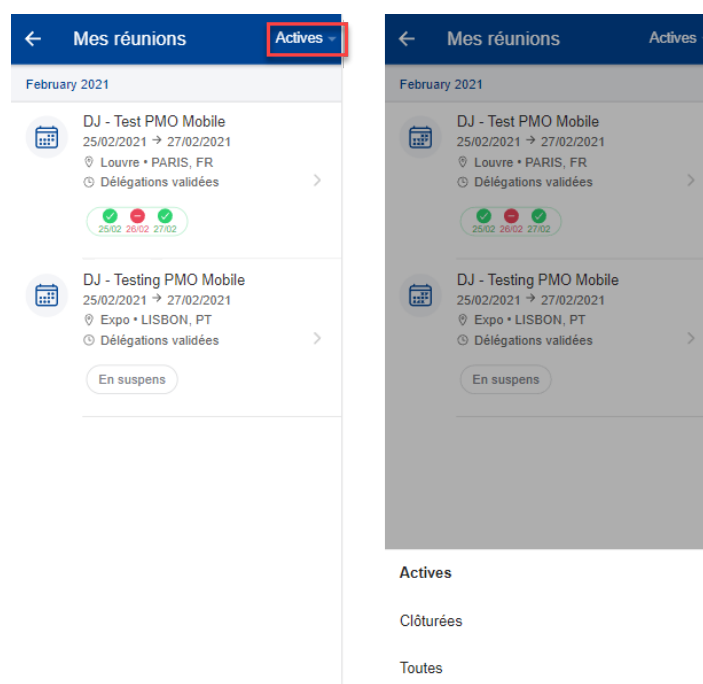 Mes réunions
Actives
February 2021
DJ - Test PMO Mobile
25/02/2021 → 27/02/2021
Louvre • PARIS, FR
Délégations validées
25/02 26/02 27/02
DJ - Testing PMO Mobile
25/02/2021 → 27/02/2021
Expo • LISBON, PT
Délégations validées
En suspens
Mes réunions
Actives
February 2021
DJ - Test PMO Mobile
25/02/2021 → 27/02/2021
Louvre • PARIS, FR
Délégations validées
25/02 26/02 27/02
DJ - Testing PMO Mobile
25/02/2021 → 27/02/2021
Expo • LISBON, PT
Délégations validées
En suspens
Actives
Clôturées
Toutes